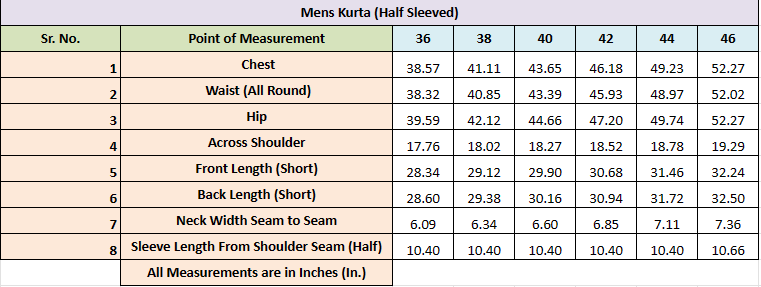 Mens Kurta (Half Sleeved)
Sr. No. Point of Measurement 36 38 40 42 44 46
1 Chest 38.57 41.11 43.65 46.18 49.23 52.27
2 Waist (All Round) 38.32 40.85 43.39 45.93 48.97 52.02
3 Hip 39.59 42.12 44.66 47.20 49.74 52.27
4 Across Shoulder 17.76 18.02 18.27 18.52 18.78 19.29
5 Front Length (Short) 28.34 29.12 29.90 30.68 31.46 32.24
6 Back Length (Short) 28.60 29.38 30.16 30.94 31.72 32.50
7 Neck Width Seam to Seam 6.09 6.34 6.60 6.85 7.11 7.36
8 Sleeve Length From Shoulder Seam (Half) 10.40 10.40 10.40 10.40 10.40 10.66
All Measurements are in Inches (In.)